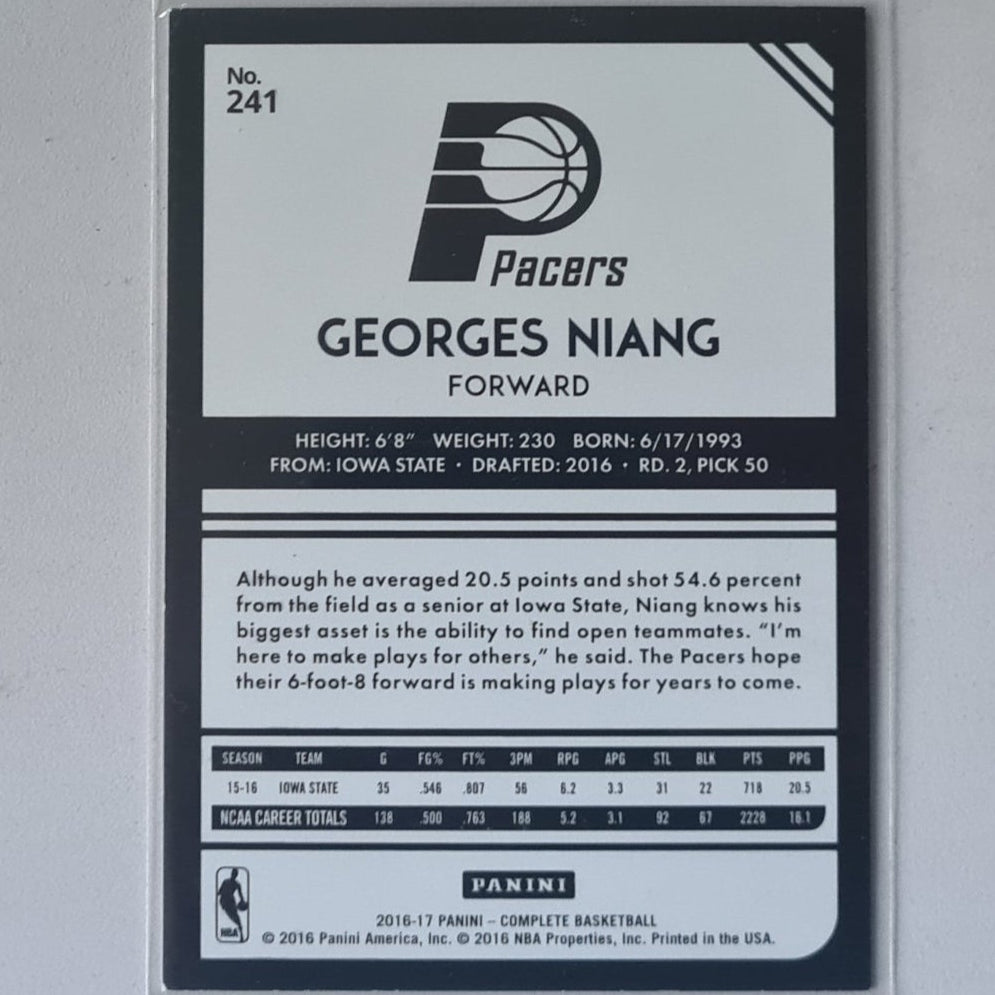 No.
241
Pacers
GEORGES NIANG
FORWARD
HEIGHT: 6'8" WEIGHT: 230 BORN: 6/17/1993
FROM: IOWA STATE • DRAFTED: 2016 • RD. 2, PICK 50
Although he averaged 20.5 points and shot 54.6 percent
from the field as a senior at Iowa State, Niang knows his
biggest asset is the ability to find open teammates. "I'm
here to make plays for others," he said. The Pacers hope
their 6-foot-8 forward is making plays for years to come.
SEASON TEAM G FG% FT% 3PM RPG APG STL BLK PTS PPG
15-16 IOWA STATE 35 .546 .807 56 6.2 3.3 31 22 718 20.5
NCAA CAREER TOTALS 138 .500 .763 188 5.2 3.1 92 67 2228 16.1
PANINI
NBA
2016-17 PANINI – COMPLETE BASKETBALL
© 2016 Panini America, Inc. © 2016 NBA Properties, Inc. Printed in the USA.